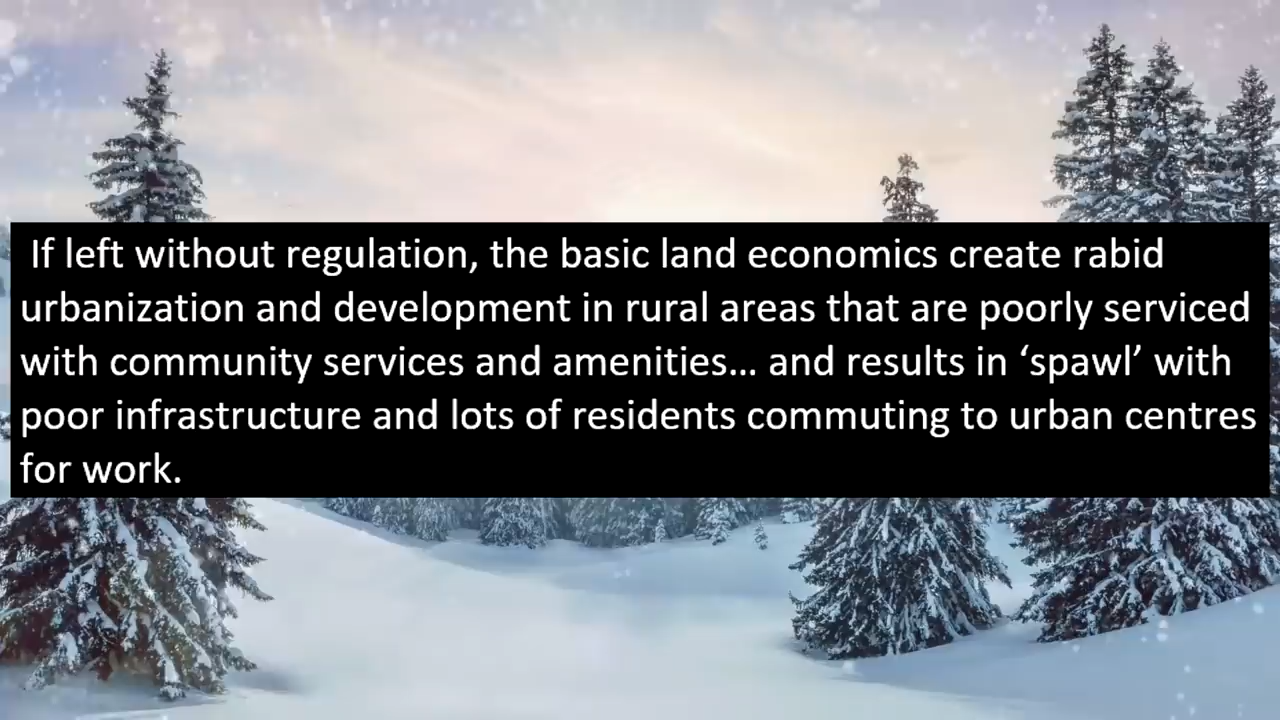 If left without regulation, the basic land economics create rabid
urbanization and development in rural areas that are poorly serviced
with community services and amenities… and results in ‘spawl’ with
poor infrastructure and lots of residents commuting to urban centres
for work.